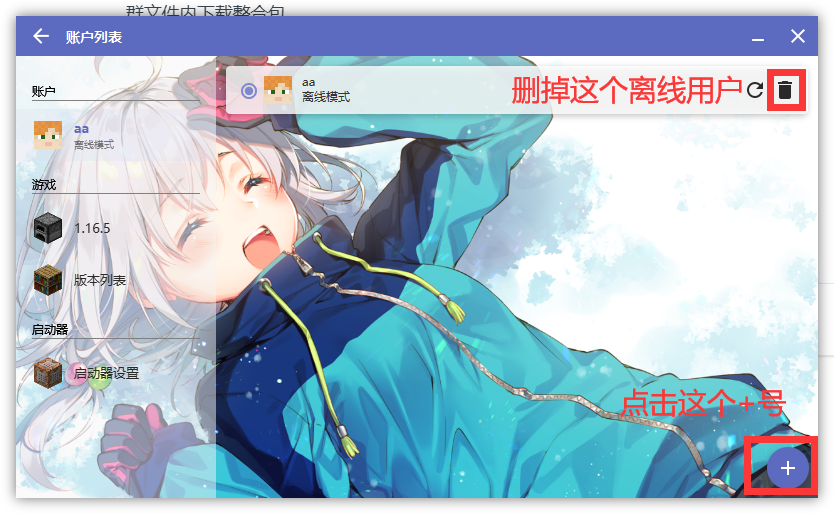 群文件内下载整合包
账户列表
账户
aa
离线模式
游戏
1.16.5
版本列表
启动器
启动器设置
aa
离线模式
删掉这个离线用户
点击这个+号